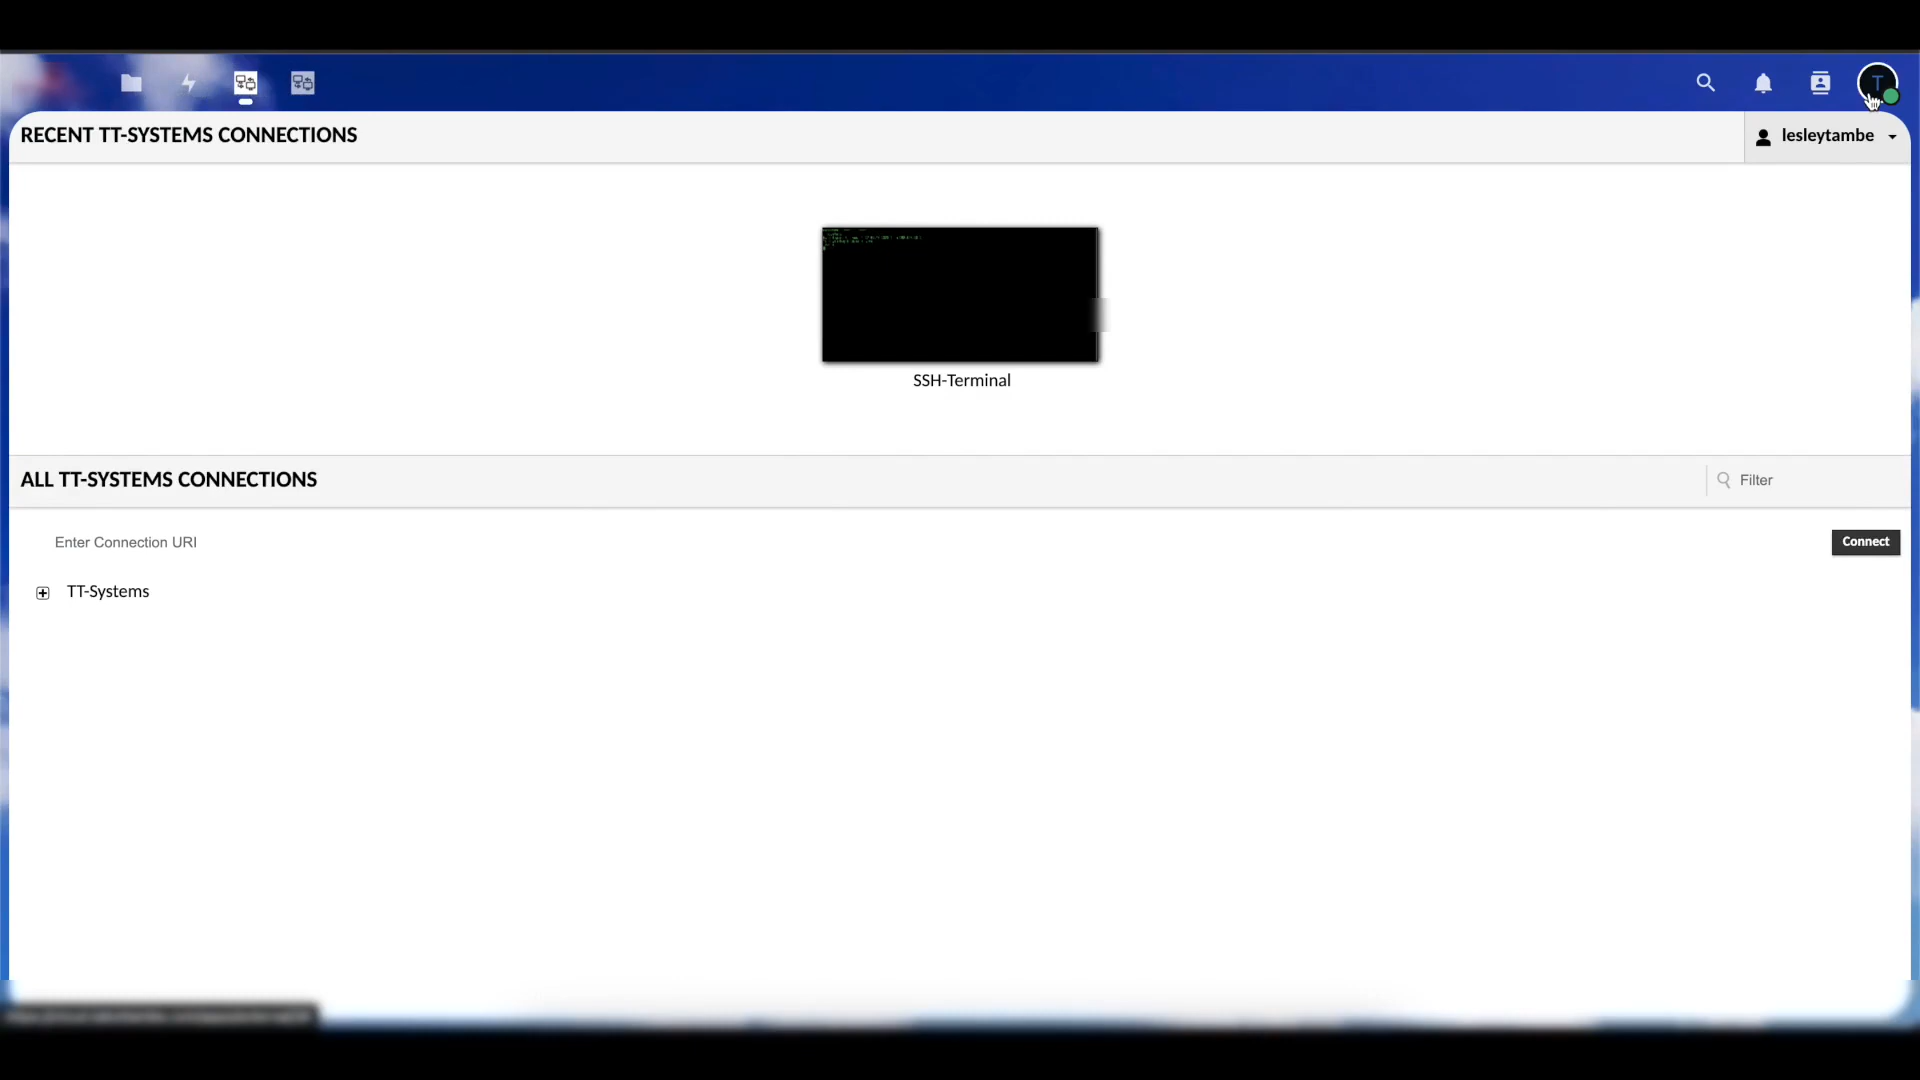 T
RECENT TT-SYSTEMS CONNECTIONS
lesleytambe
SSH-Terminal
ALL TT-SYSTEMS CONNECTIONS
Filter
Enter Connection URI
Connect
TT-Systems